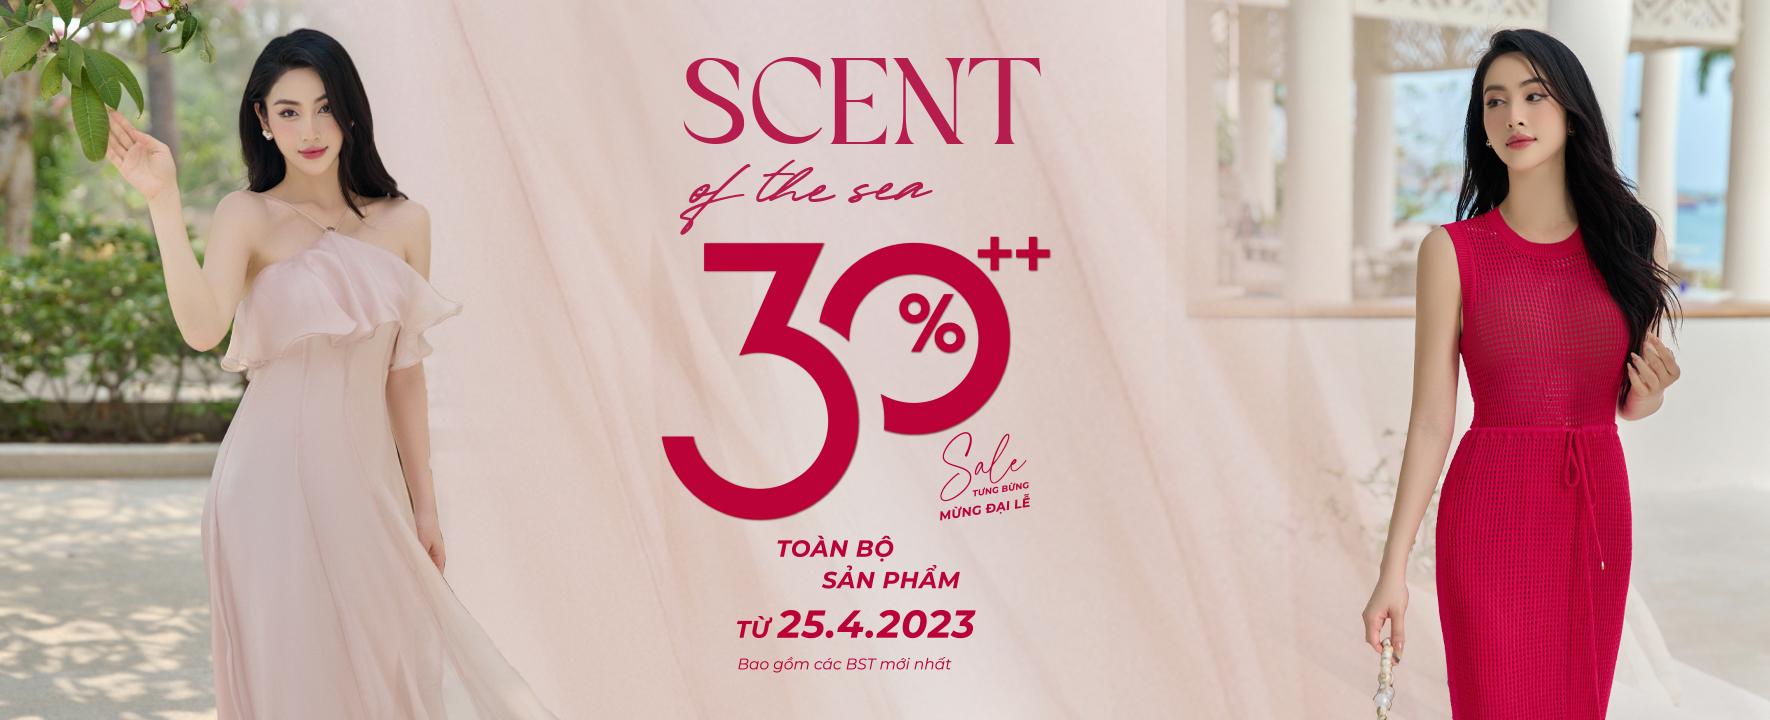 SCENT
of the sea
30%++
Sale
TƯNG BỪNG
MỪNG ĐẠI LỄ
TOÀN BỘ
SẢN PHẨM
TỪ 25.4.2023
Bao gồm các BST mới nhất